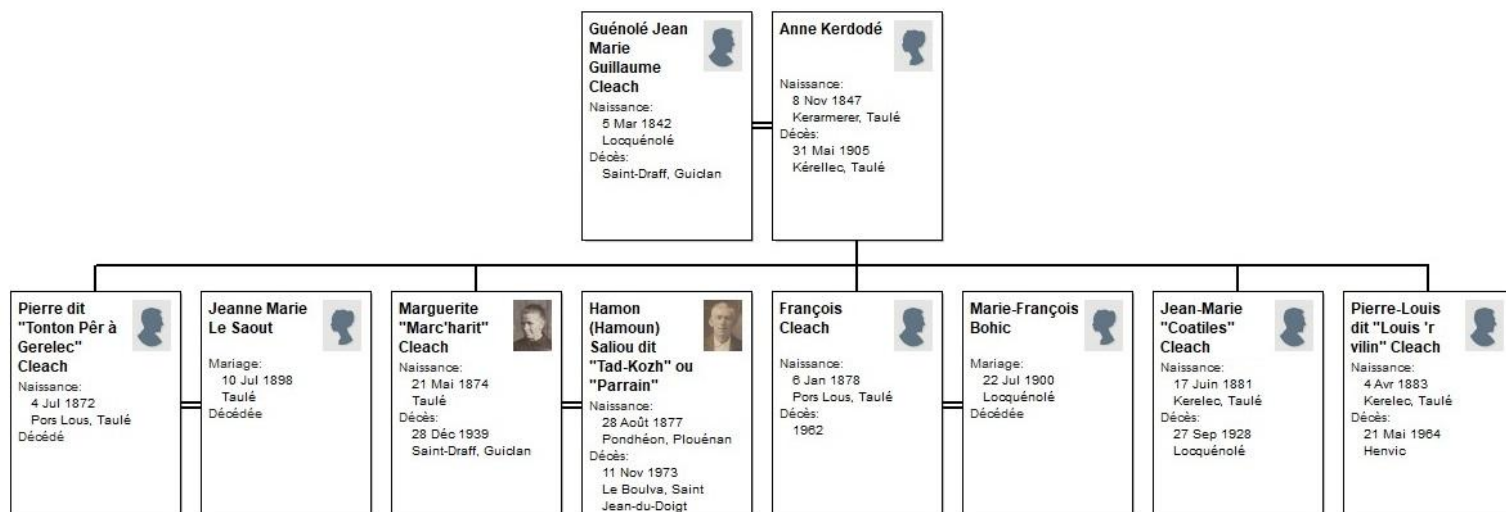 Guénolé Jean
Marie
Guillaume
Cleach
Naissance:
5 Mar 1842
Locquénolé
Décès:
Saint-Draff, Guiclan
Anne Kerdodé
Naissance:
8 Nov 1847
Kerarmerer, Taulé
Décès:
31 Mai 1905
Kérellec, Taulé
Pierre dit
"Tonton Pêr à
Gerelec"
Cleach
Naissance:
4 Jul 1872
Pors Lous, Taulé
Décédé
Jeanne Marie
Le Saout
Mariage:
10 Jul 1898
Taulé
Décédée
Marguerite
"Marc'harit"
Cleach
Naissance:
21 Mai 1874
Taulé
Décès:
28 Déc 1939
Saint-Draff, Guiclan
Hamon
(Hamoun)
Saliou dit
"Tad-Kozh" ou
"Parrain"
Naissance:
28 Août 1877
Pondhéon, Plouénan
Décès:
11 Nov 1973
Le Boulva, Saint
Jean-du-Doigt
François
Cleach
Naissance:
6 Jan 1878
Pors Lous, Taulé
Décès:
1962
Marie-François
Bohic
Mariage:
22 Jul 1900
Locquénolé
Décédée
Jean-Marie
"Coatiles"
Cleach
Naissance:
17 Juin 1881
Kerelec, Taulé
Décès:
27 Sep 1928
Locquénolé
Pierre-Louis
dit "Louis 'r
vilin" Cleach
Naissance:
4 Avr 1883
Kerelec, Taulé
Décès:
21 Mai 1964
Henvic